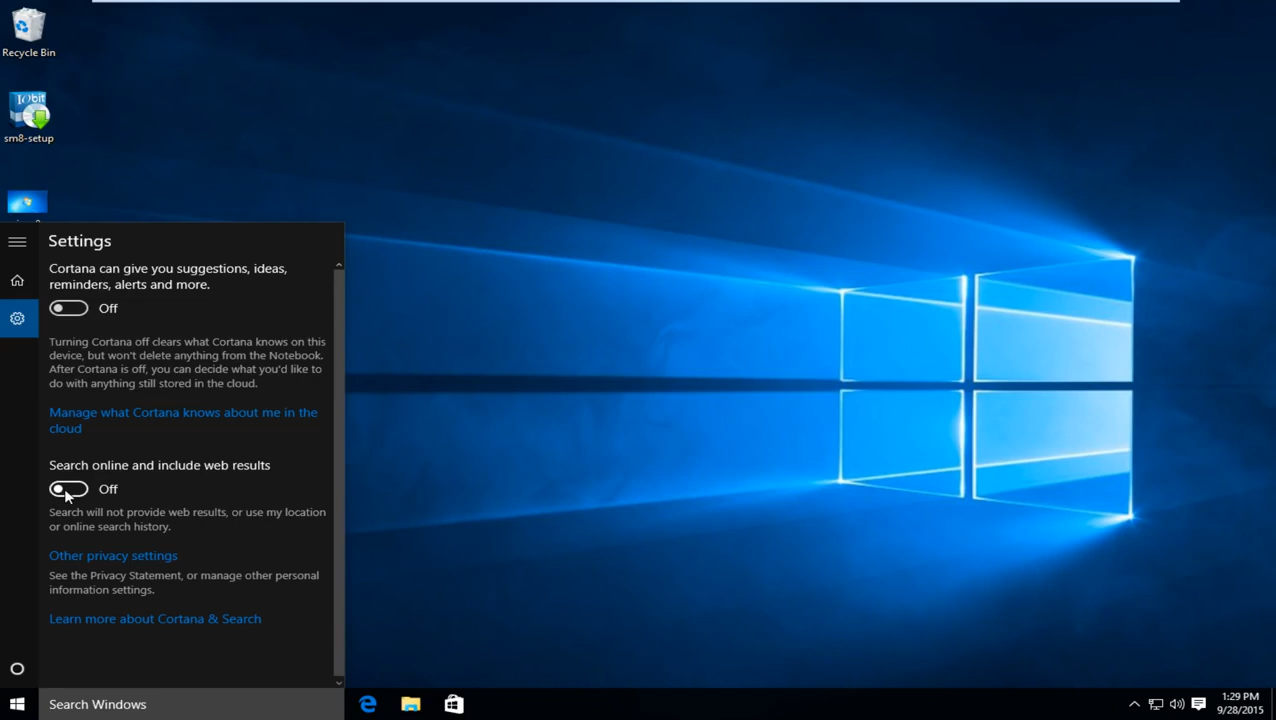 Recycle Bin
IObit
sm8-setup
Settings
Cortana can give you suggestions, ideas,
reminders, alerts and more.
Off
Turning Cortana off clears what Cortana knows on this
device, but won't delete anything from the Notebook.
After Cortana is off, you can decide what you'd like to
do with anything still stored in the cloud.
Manage what Cortana knows about me in the
cloud
Search online and include web results
Off
Search will not provide web results, or use my location
or online search history.
Other privacy settings
See the Privacy Statement, or manage other personal
information settings.
Learn more about Cortana & Search
Search Windows
1:29 PM
9/28/2015